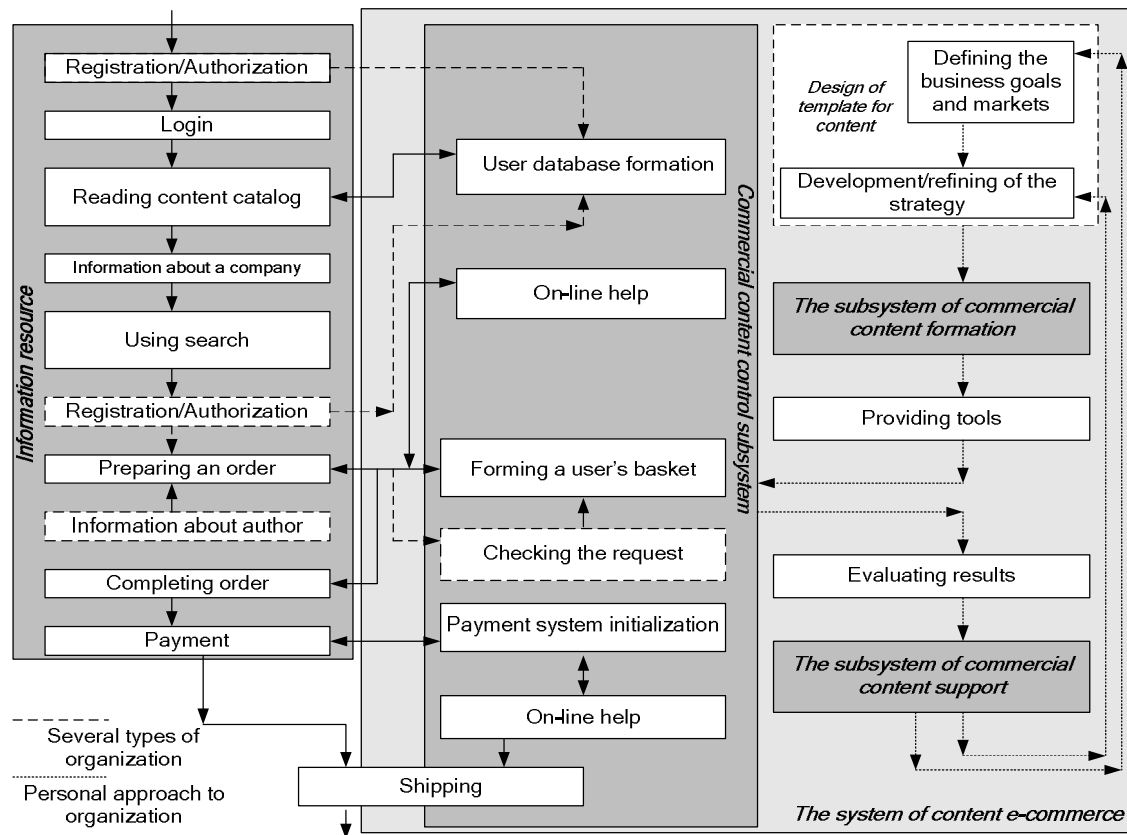 Registration/Authorization
Login
Reading content catalog
Information about a company
Using search
Registration/Authorization
Preparing an order
Information about author
Completing order
Payment
Information resource
Several types of
organization
Personal approach to
organization
User database formation
On-line help
Forming a user's basket
Checking the request
Payment system initialization
On-line help
Shipping
Commercial content control subsystem
Design of
template for
content
Defining the
business goals
and markets
Development/refining of the
strategy
The subsystem of commercial
content formation
Providing tools
Evaluating results
The subsystem of commercial
content support
The system of content e-commerce